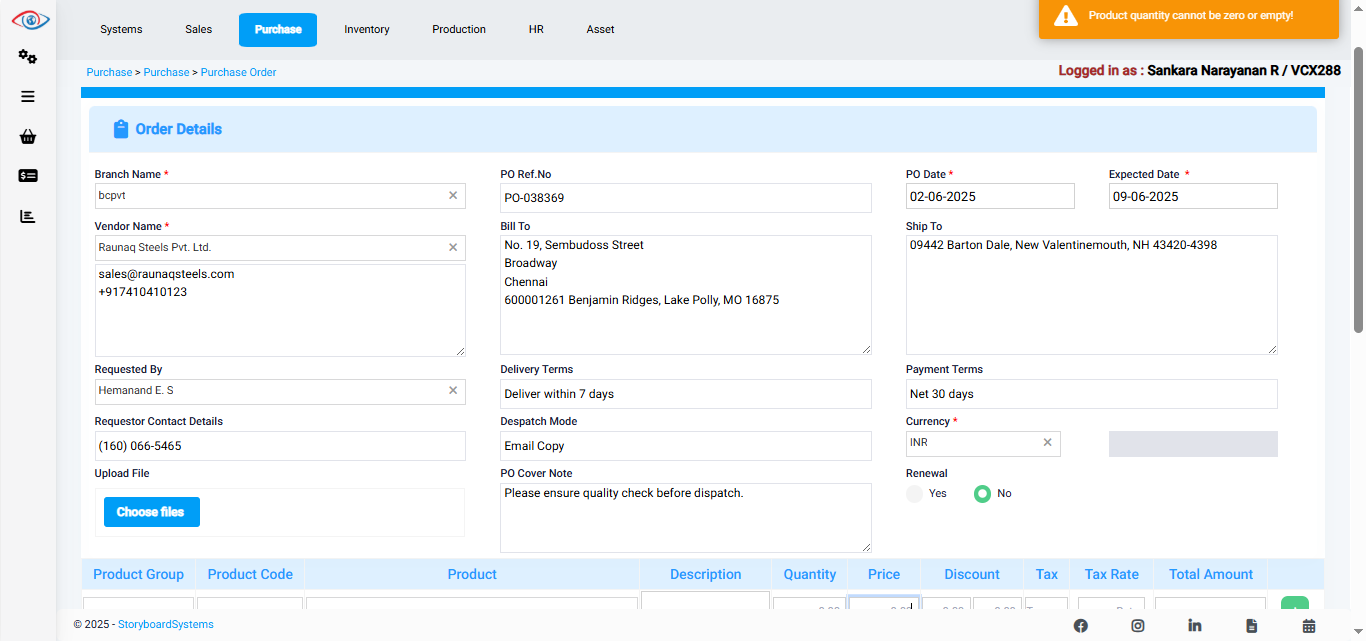 Systems Sales Purchase Inventory Production HR Asset
Product quantity cannot be zero or empty!
Purchase > Purchase > Purchase Order
Logged in as : Sankara Narayanan R / VCX288
Order Details
Branch Name *
bcpvt
PO Ref.No
PO-038369
PO Date *
02-06-2025
Expected Date *
09-06-2025
Vendor Name *
Raunaq Steels Pvt. Ltd.
sales@raunaqsteels.com
+917410410123
Bill To
No. 19, Sembudoss Street
Broadway
Chennai
600001261 Benjamin Ridges, Lake Polly, MO 16875
Ship To
09442 Barton Dale, New Valentinemouth, NH 43420-4398
Requested By
Hemanand E. S
Delivery Terms
Deliver within 7 days
Payment Terms
Net 30 days
Requestor Contact Details
(160) 066-5465
Despatch Mode
Email Copy
Currency *
INR
Upload File
Choose files
PO Cover Note
Please ensure quality check before dispatch.
Renewal
Yes No
Product Group Product Code Product Description Quantity Price Discount Tax Tax Rate Total Amount
© 2025 - StoryboardSystems